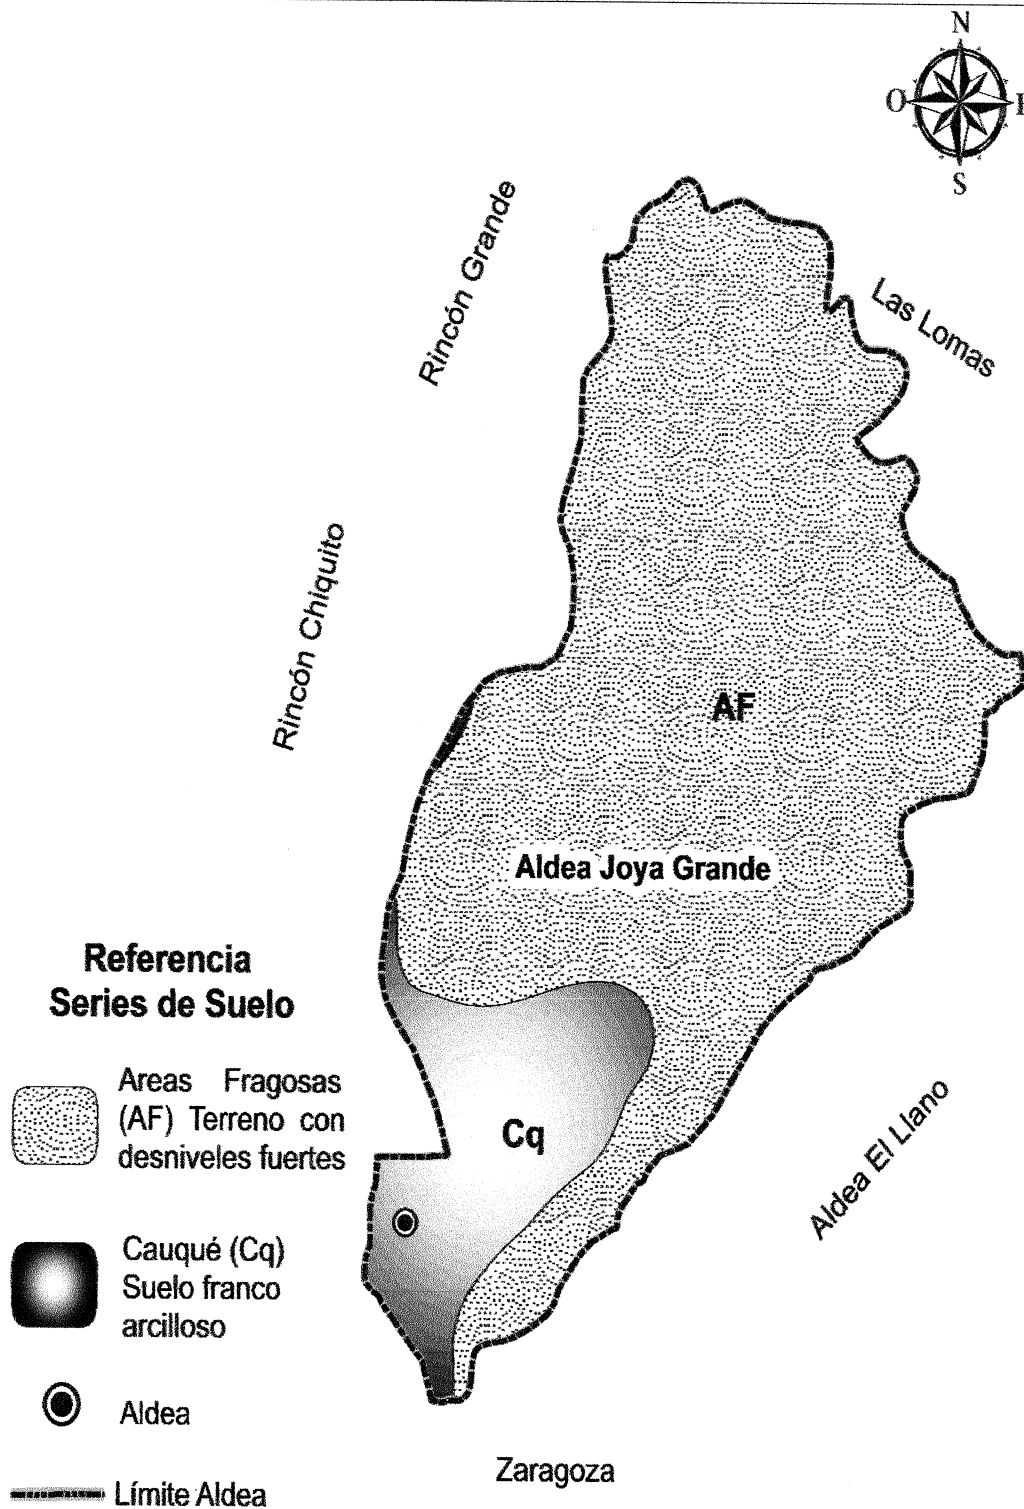 N
O
S
Rincón Grande
Las Lomas
Rincón Chiquito
AF
Aldea Joya Grande
Referencia
Series de Suelo
Areas Fragosas
(AF) Terreno con
desniveles fuertes
Cq
Aldea El Llano
Cauqué (Cq)
Suelo franco
arcilloso
Aldea
Zaragoza
Límite Aldea